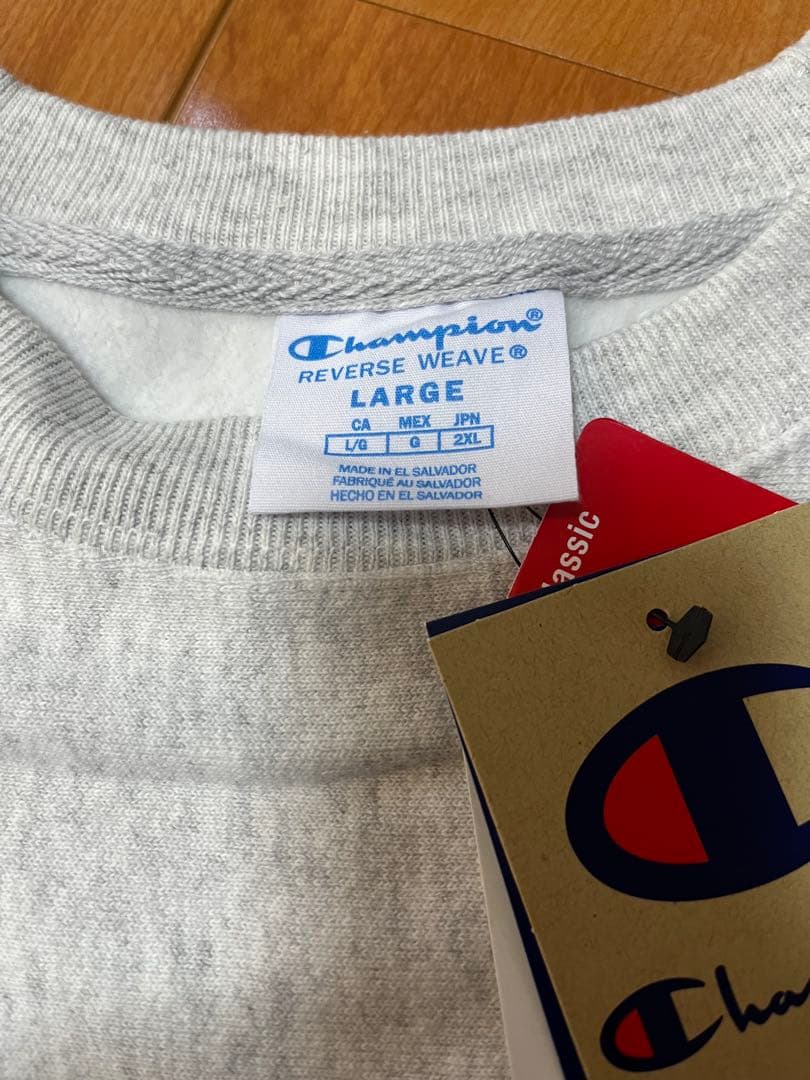 Champion®
REVERSE WEAVE®
LARGE
CA MEX JPN
L/G G 2XL
MADE IN EL SALVADOR
FABRIQUÉ AU SALVADOR
HECHO EN EL SALVADOR
lassic
Cha